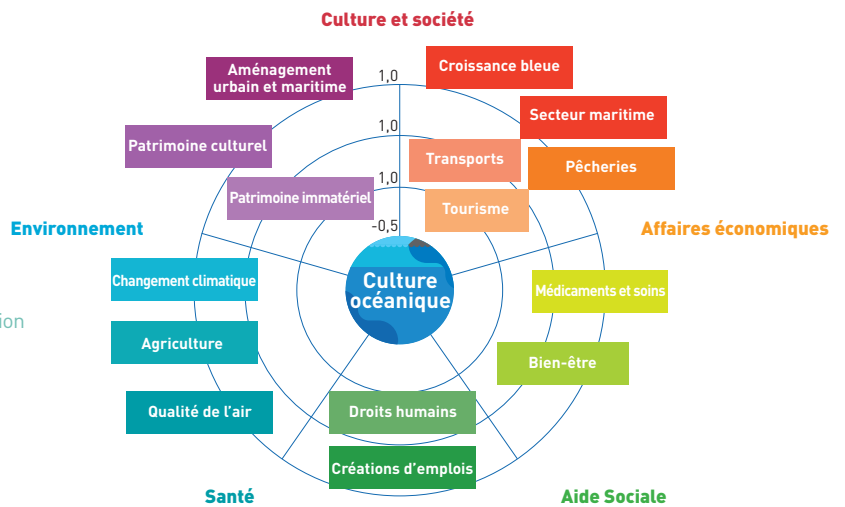 Culture et société
Aménagement
urbain et maritime
1,0
Croissance bleue
Secteur maritime
1,0
Patrimoine culturel
Transports
Pêcheries
1,0
Patrimoine immatériel
Tourisme
-0,5
Environnement
Affaires économiques
Changement climatique
Culture
océanique
Médicaments et soins
ion
Agriculture
Bien-être
Qualité de l'air
Droits humains
Créations d'emplois
Santé
Aide Sociale